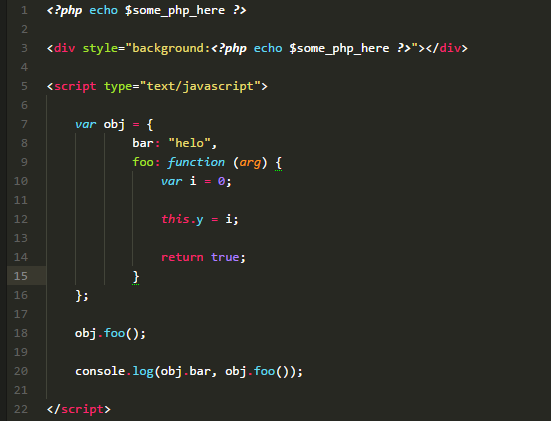 1 <?php echo $some_php_here ?>
2
3 <div style="background:<?php echo $some_php_here ?>"></div>
4
5 <script type="text/javascript">
6
7     var obj = {
8             bar: "helo",
9             foo: function (arg) {
10                 var i = 0;
11
12                 this.y = i;
13
14                 return true;
15             }
16     };
17
18     obj.foo();
19
20     console.log(obj.bar, obj.foo());
21
22 </script>